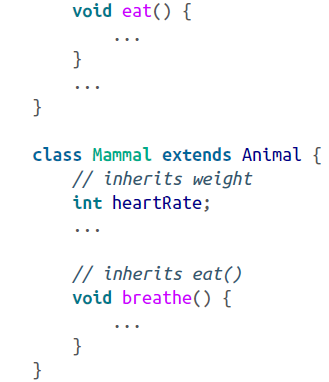 void eat() {
...
}
...
}
class Mammal extends Animal {
// inherits weight
int heartRate;
...
// inherits eat()
void breathe() {
...
}
}